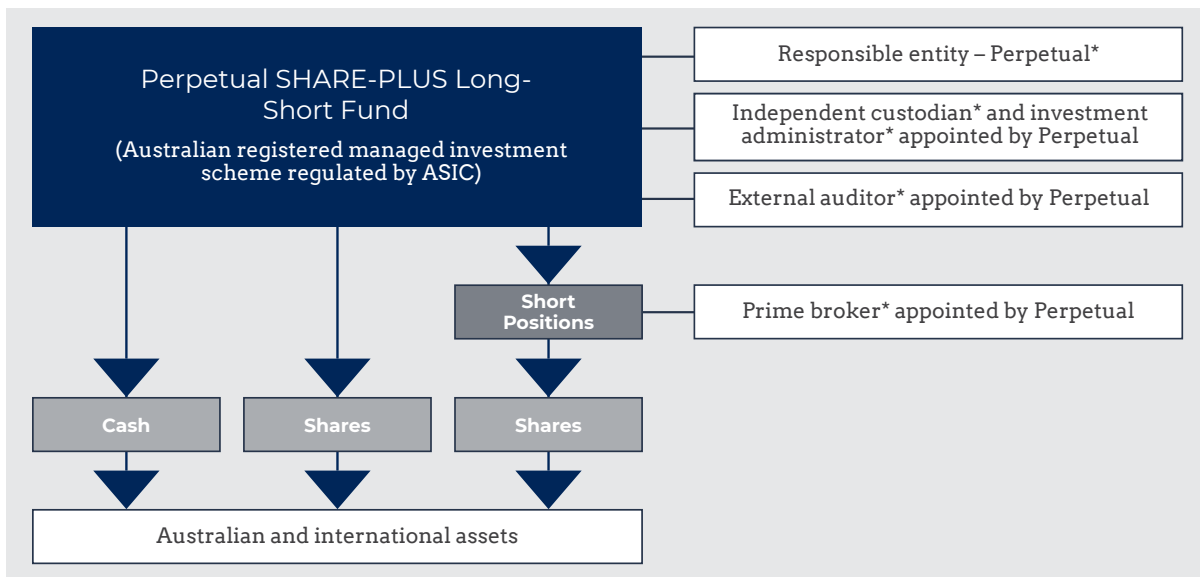 Perpetual SHARE-PLUS Long-
Short Fund
(Australian registered managed investment
scheme regulated by ASIC)
Responsible entity – Perpetual*
Independent custodian* and investment
administrator* appointed by Perpetual
External auditor* appointed by Perpetual
Short
Positions
Prime broker* appointed by Perpetual
Cash
Shares
Shares
Australian and international assets